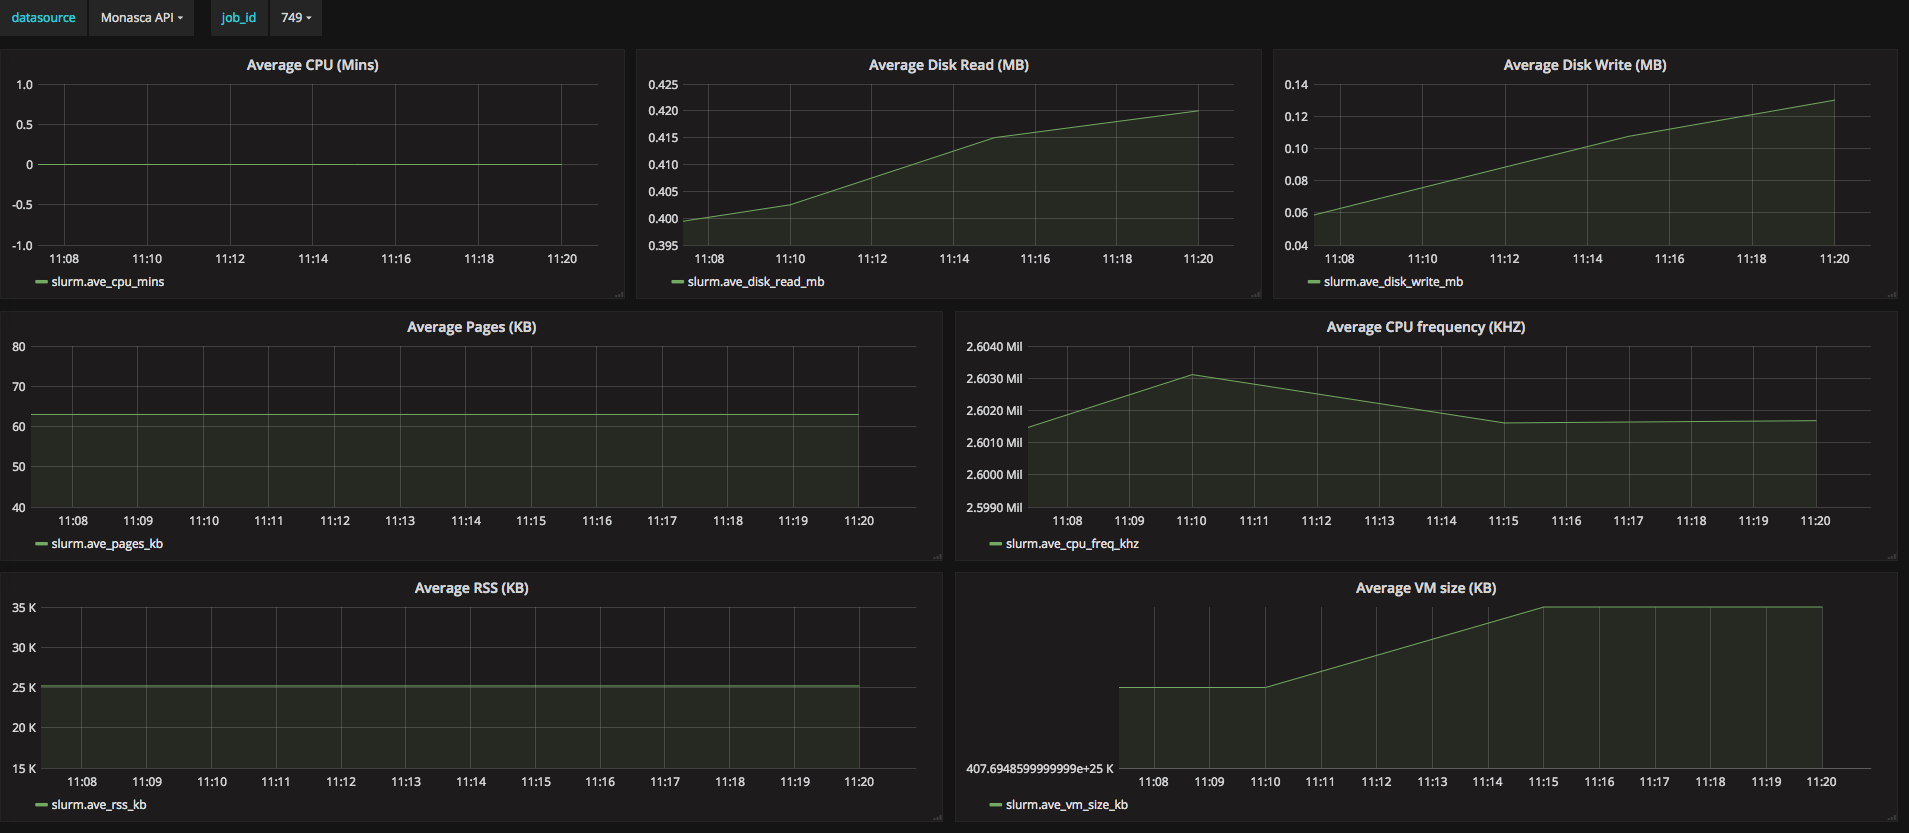 datasource Monasca API job_id 749
Average CPU (Mins)
1.0
0.5
0
-0.5
-1.0
11:08 11:10 11:12 11:14 11:16 11:18 11:20
slurm.ave_cpu_mins
Average Disk Read (MB)
0.425
0.420
0.415
0.410
0.405
0.400
0.395
11:08 11:10 11:12 11:14 11:16 11:18 11:20
slurm.ave_disk_read_mb
Average Disk Write (MB)
0.14
0.12
0.10
0.08
0.06
0.04
11:08 11:10 11:12 11:14 11:16 11:18 11:20
slurm.ave_disk_write_mb
Average Pages (KB)
80
70
60
50
40
11:08 11:09 11:10 11:11 11:12 11:13 11:14 11:15 11:16 11:17 11:18 11:19 11:20
slurm.ave_pages_kb
Average CPU frequency (KHZ)
2.6040 Mil
2.6030 Mil
2.6020 Mil
2.6010 Mil
2.6000 Mil
2.5990 Mil
11:08 11:09 11:10 11:11 11:12 11:13 11:14 11:15 11:16 11:17 11:18 11:19 11:20
slurm.ave_cpu_freq_khz
Average RSS (KB)
35 K
30 K
25 K
20 K
15 K
11:08 11:09 11:10 11:11 11:12 11:13 11:14 11:15 11:16 11:17 11:18 11:19 11:20
slurm.ave_rss_kb
Average VM size (KB)
407.6948599999999e+25 K
11:08 11:09 11:10 11:11 11:12 11:13 11:14 11:15 11:16 11:17 11:18 11:19 11:20
slurm.ave_vm_size_kb